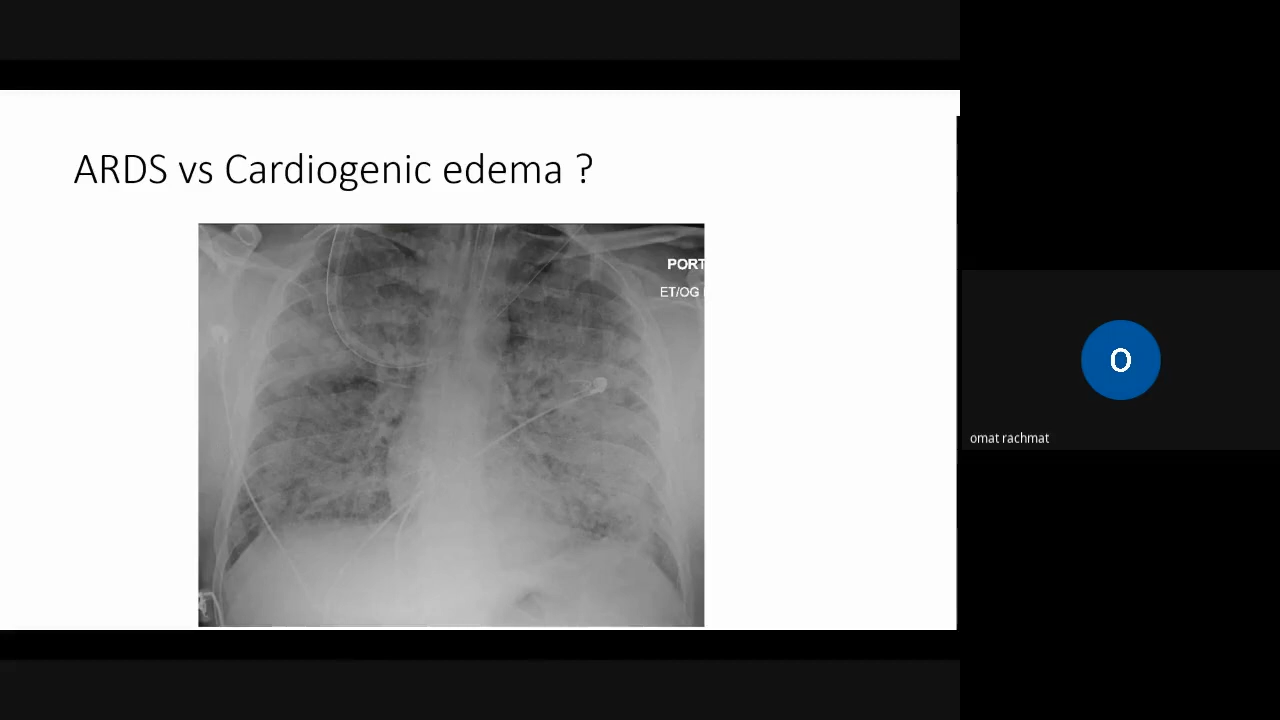 ARDS vs Cardiogenic edema ?
PORT
ET/OG
O
omat rachmat